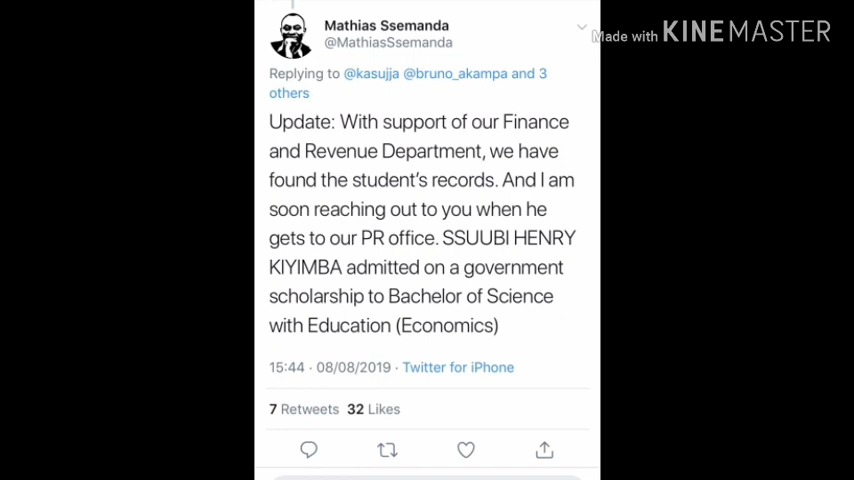 Mathias Ssemanda
@MathiasSsemanda
Made with KINEMASTER
Replying to @kasujja @bruno_akampa and 3
others
Update: With support of our Finance
and Revenue Department, we have
found the student's records. And I am
soon reaching out to you when he
gets to our PR office. SSUUBI HENRY
KIYIMBA admitted on a government
scholarship to Bachelor of Science
with Education (Economics)
15:44 · 08/08/2019 · Twitter for iPhone
7 Retweets 32 Likes